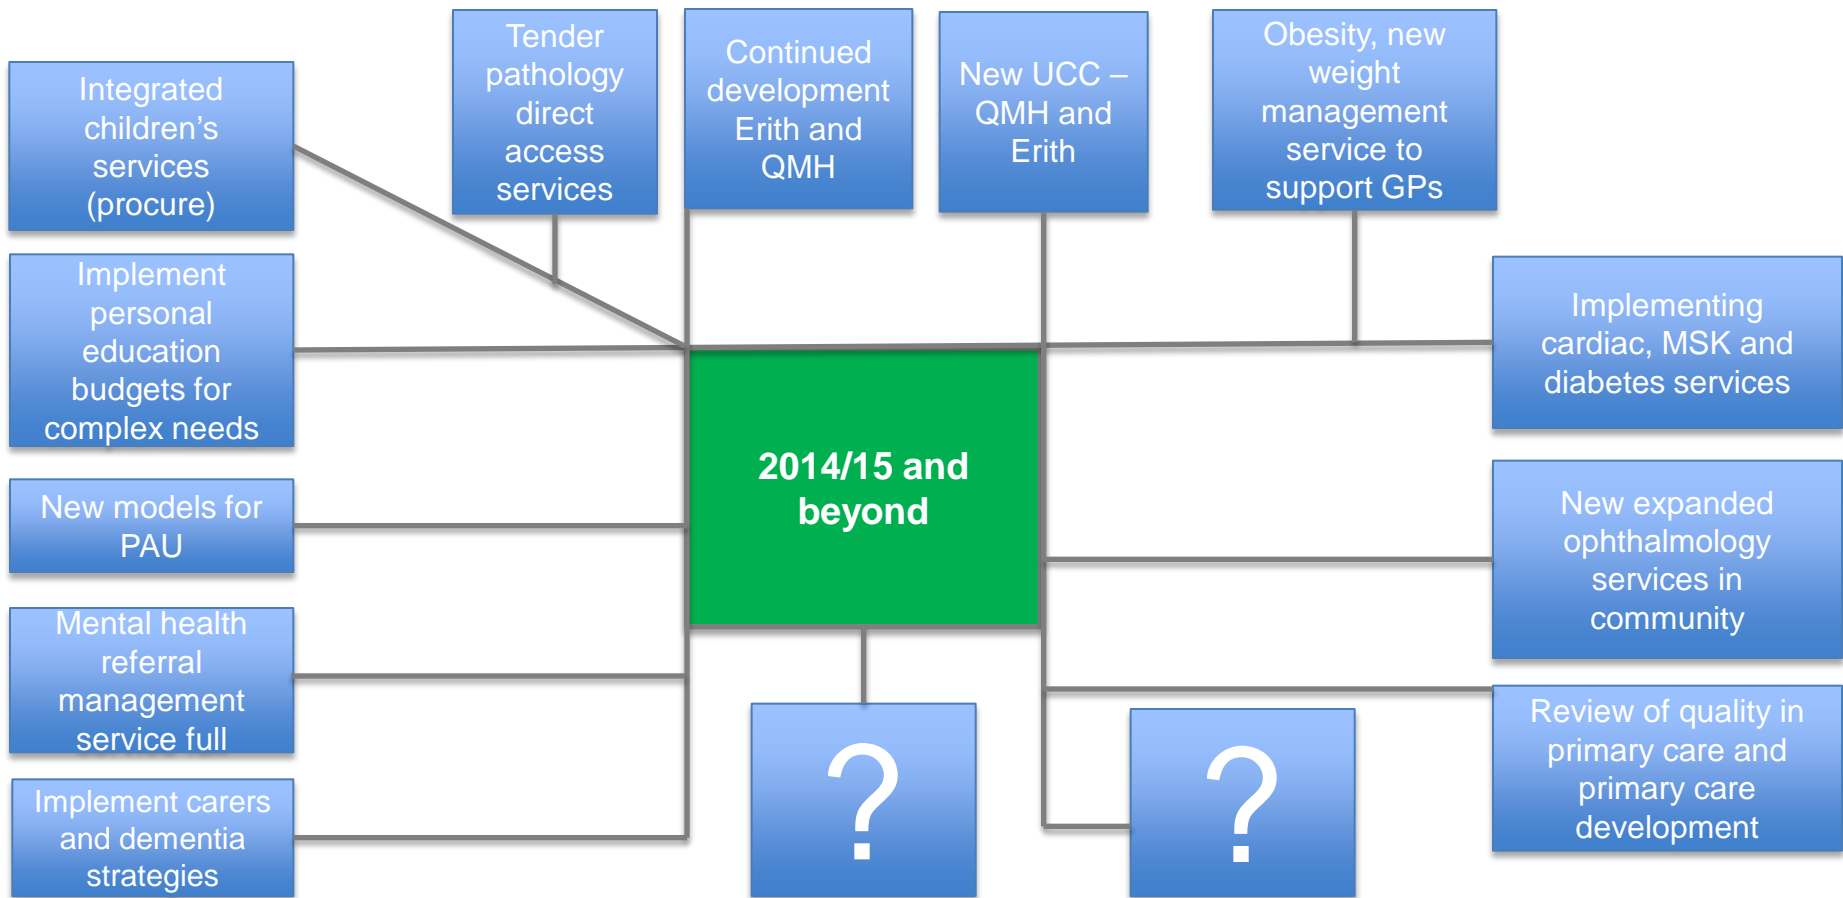 Integrated
children’s
services
(procure)
Tender
pathology
direct
access
services
Continued
development
Erith and
QMH
New UCC –
QMH and
Erith
Obesity, new
weight
management
service to
support GPs
Implement
personal
education
budgets for
complex needs
Implementing
cardiac, MSK and
diabetes services
2014/15 and
beyond
New models for
PAU
New expanded
ophthalmology
services in
community
Mental health
referral
management
service full
Review of quality in
primary care and
primary care
development
Implement carers
and dementia
strategies
?
?